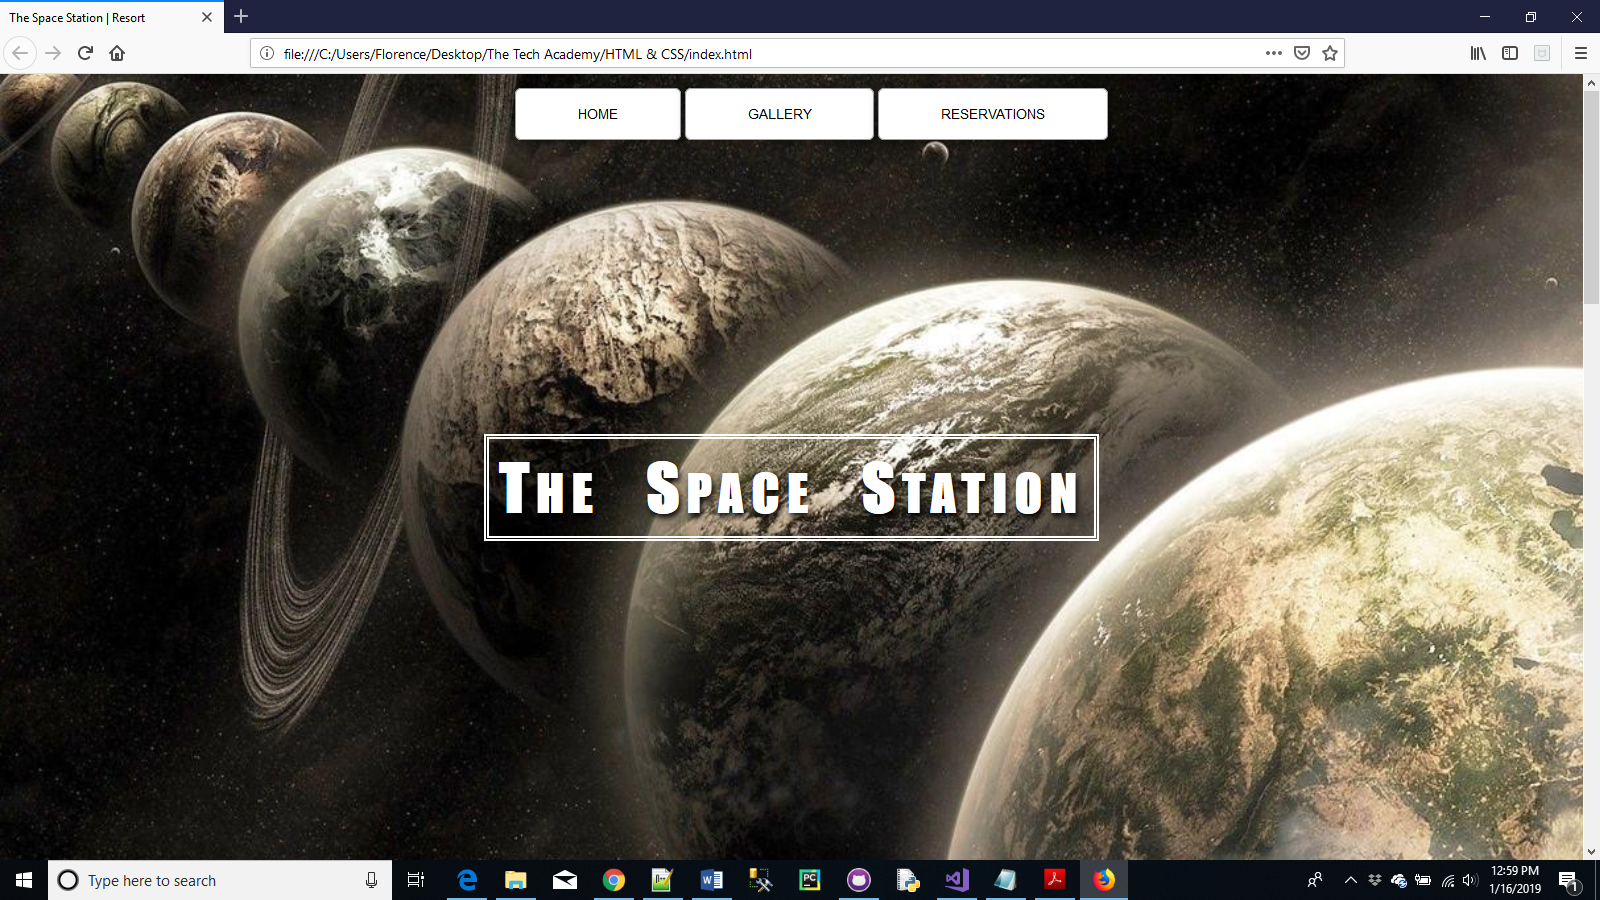 The Space Station | Resort
file:///C:/Users/Florence/Desktop/The Tech Academy/HTML & CSS/index.html
HOME GALLERY RESERVATIONS
The Space Station
Type here to search
12:59 PM
1/16/2019
1